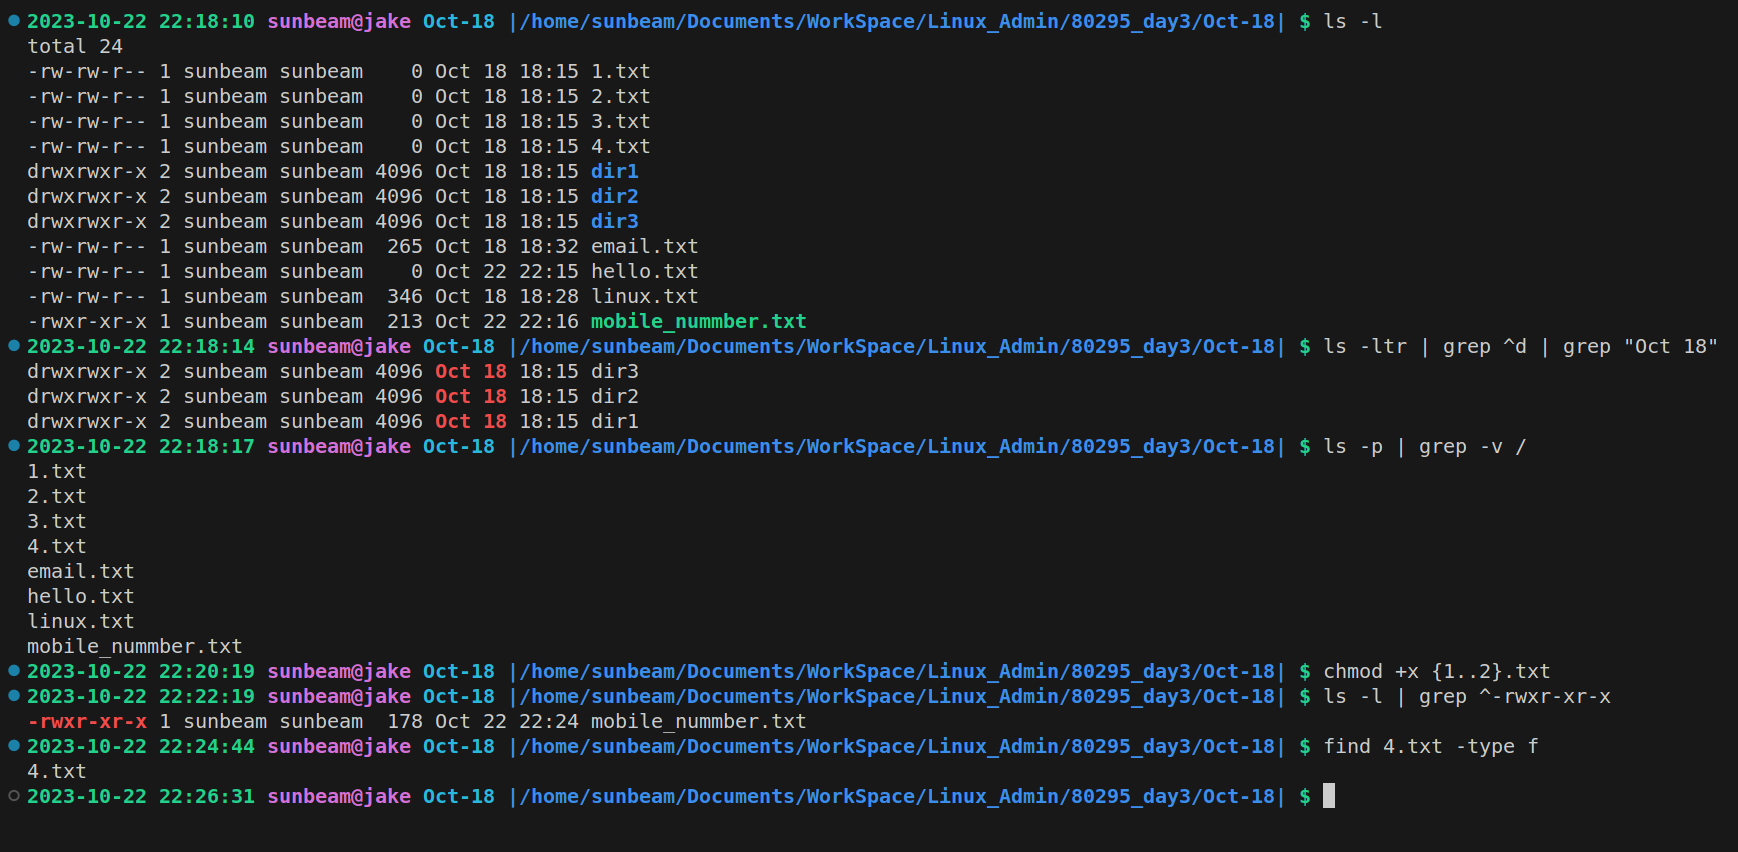 2023-10-22 22:18:10 sunbeam@jake Oct-18 |/home/sunbeam/Documents/WorkSpace/Linux_Admin/80295_day3/Oct-18| $ ls -l
total 24
-rw-rw-r-- 1 sunbeam sunbeam    0 Oct 18 18:15 1.txt
-rw-rw-r-- 1 sunbeam sunbeam    0 Oct 18 18:15 2.txt
-rw-rw-r-- 1 sunbeam sunbeam    0 Oct 18 18:15 3.txt
-rw-rw-r-- 1 sunbeam sunbeam    0 Oct 18 18:15 4.txt
drwxrwxr-x 2 sunbeam sunbeam 4096 Oct 18 18:15 dir1
drwxrwxr-x 2 sunbeam sunbeam 4096 Oct 18 18:15 dir2
drwxrwxr-x 2 sunbeam sunbeam 4096 Oct 18 18:15 dir3
-rw-rw-r-- 1 sunbeam sunbeam  265 Oct 18 18:32 email.txt
-rw-rw-r-- 1 sunbeam sunbeam    0 Oct 22 22:15 hello.txt
-rw-rw-r-- 1 sunbeam sunbeam  346 Oct 18 18:28 linux.txt
-rwxr-xr-x 1 sunbeam sunbeam  213 Oct 22 22:16 mobile_nummber.txt
2023-10-22 22:18:14 sunbeam@jake Oct-18 |/home/sunbeam/Documents/WorkSpace/Linux_Admin/80295_day3/Oct-18| $ ls -ltr | grep ^d | grep "Oct 18"
drwxrwxr-x 2 sunbeam sunbeam 4096 Oct 18 18:15 dir3
drwxrwxr-x 2 sunbeam sunbeam 4096 Oct 18 18:15 dir2
drwxrwxr-x 2 sunbeam sunbeam 4096 Oct 18 18:15 dir1
2023-10-22 22:18:17 sunbeam@jake Oct-18 |/home/sunbeam/Documents/WorkSpace/Linux_Admin/80295_day3/Oct-18| $ ls -p | grep -v /
1.txt
2.txt
3.txt
4.txt
email.txt
hello.txt
linux.txt
mobile_nummber.txt
2023-10-22 22:20:19 sunbeam@jake Oct-18 |/home/sunbeam/Documents/WorkSpace/Linux_Admin/80295_day3/Oct-18| $ chmod +x {1..2}.txt
2023-10-22 22:22:19 sunbeam@jake Oct-18 |/home/sunbeam/Documents/WorkSpace/Linux_Admin/80295_day3/Oct-18| $ ls -l | grep ^-rwxr-xr-x
-rwxr-xr-x 1 sunbeam sunbeam  178 Oct 22 22:24 mobile_nummber.txt
2023-10-22 22:24:44 sunbeam@jake Oct-18 |/home/sunbeam/Documents/WorkSpace/Linux_Admin/80295_day3/Oct-18| $ find 4.txt -type f
4.txt
2023-10-22 22:26:31 sunbeam@jake Oct-18 |/home/sunbeam/Documents/WorkSpace/Linux_Admin/80295_day3/Oct-18| $